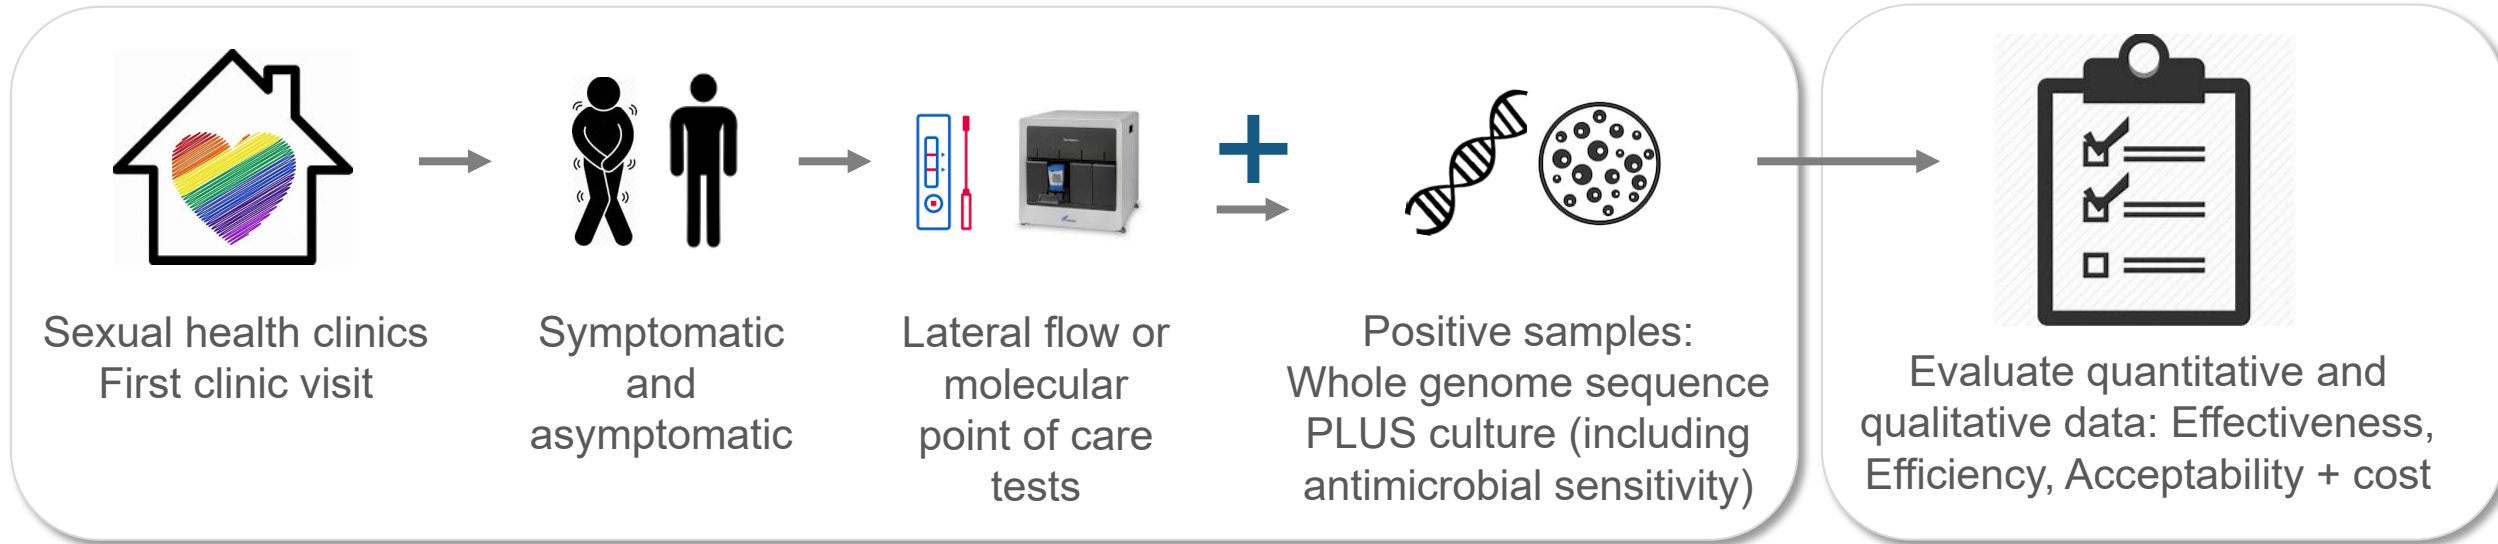 Sexual health clinics
First clinic visit
Symptomatic
and
asymptomatic
Lateral flow or
molecular
point of care
tests
Positive samples:
Whole genome sequence
PLUS culture (including
antimicrobial sensitivity)
Evaluate quantitative and
qualitative data: Effectiveness,
Efficiency, Acceptability + cost